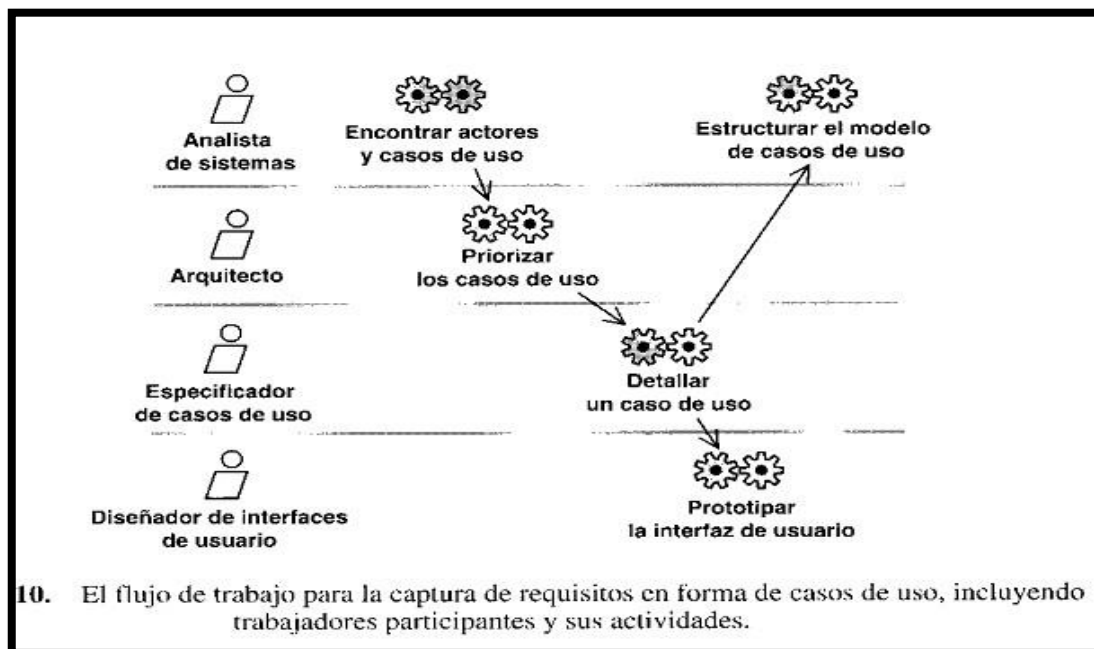 Analista
de sistemas
Encontrar actores
y casos de uso
Estructurar el modelo
de casos de uso
Arquitecto
Priorizar
los casos de uso
Especificador
de casos de uso
Detallar
un caso de uso
Diseñador de interfaces
de usuario
Prototipar
la interfaz de usuario
10. El flujo de trabajo para la captura de requisitos en forma de casos de uso, incluyendo
trabajadores participantes y sus actividades.